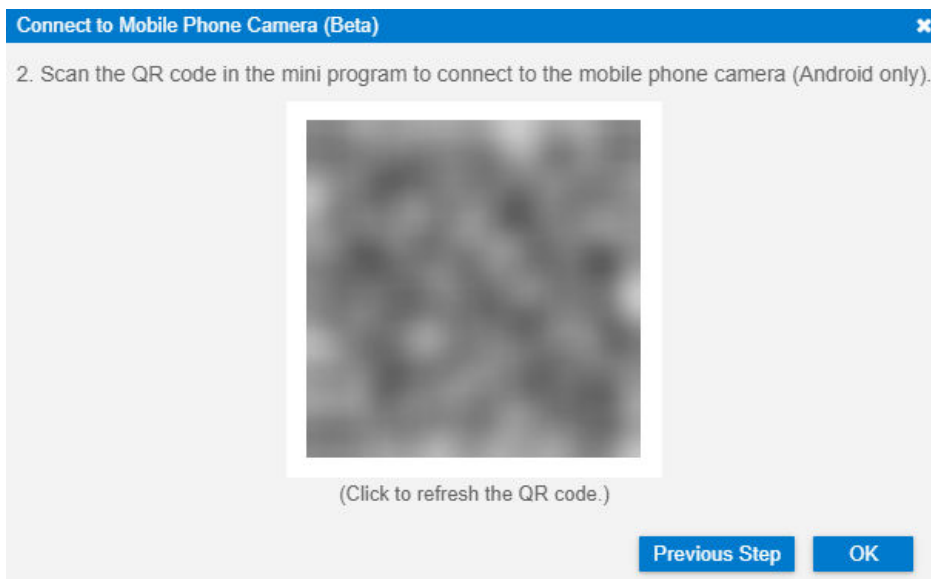 Connect to Mobile Phone Camera (Beta)
2. Scan the QR code in the mini program to connect to the mobile phone camera (Android only).
(Click to refresh the QR code.)
Previous Step
OK